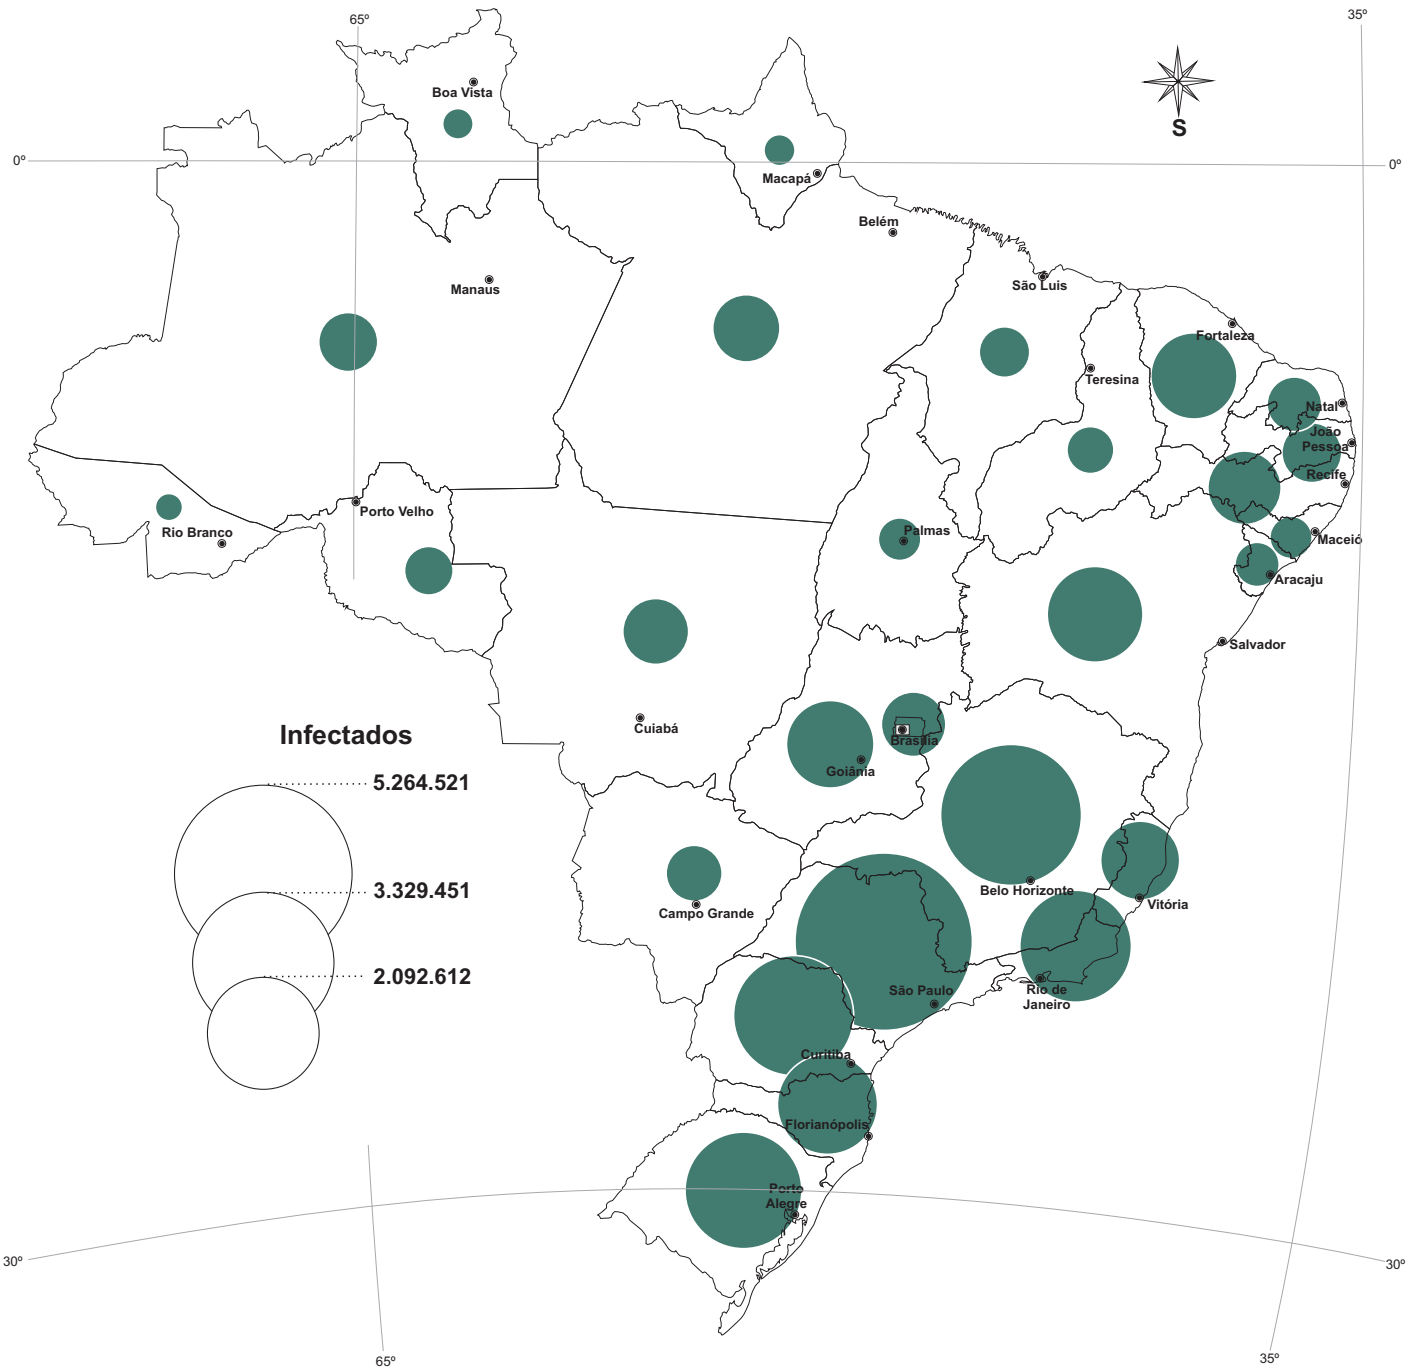 65º
35º
Boa Vista
S
0º
0º
Macapá
Belém
Manaus
São Luis
Fortaleza
Teresina
Natal
João
Pessoa
Recife
Porto Velho
Rio Branco
Palmas
Maceió
Aracaju
Salvador
Cuiabá
Brasília
Goiânia
Infectados
5.264.521
3.329.451
2.092.612
Belo Horizonte
Vitória
Campo Grande
São Paulo
Rio de
Janeiro
Curitiba
Florianópolis
Porto
Alegre
30º
30º
65º
35º